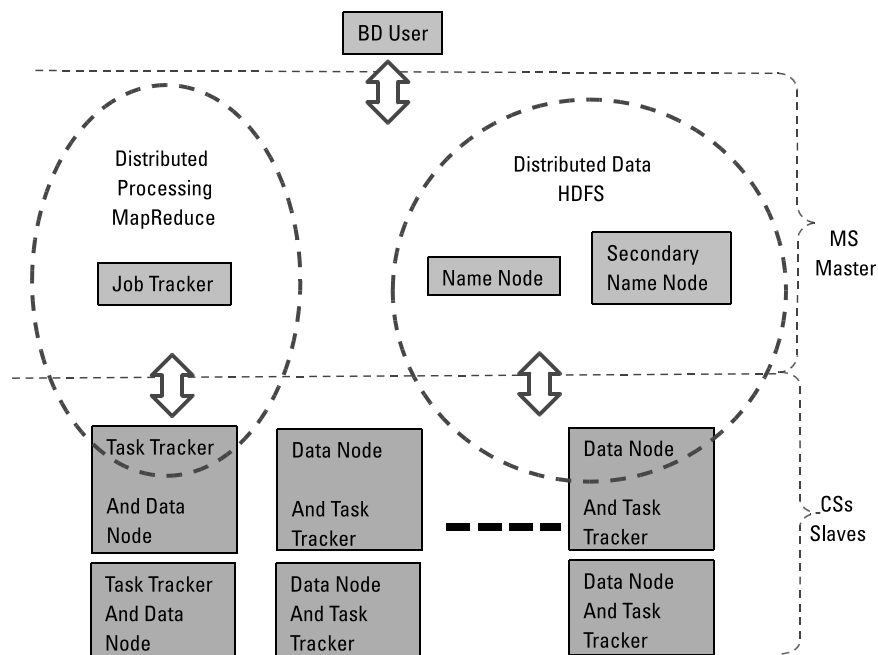 BD User
Distributed
Processing
MapReduce
Distributed Data
HDFS
Job Tracker
Name Node
Secondary
Name Node
MS
Master
Task Tracker
And Data
Node
Data Node
And Task
Tracker
Data Node
And Task
Tracker
CSs
Slaves
Task Tracker
And Data
Node
Data Node
And Task
Tracker
Data Node
And Task
Tracker